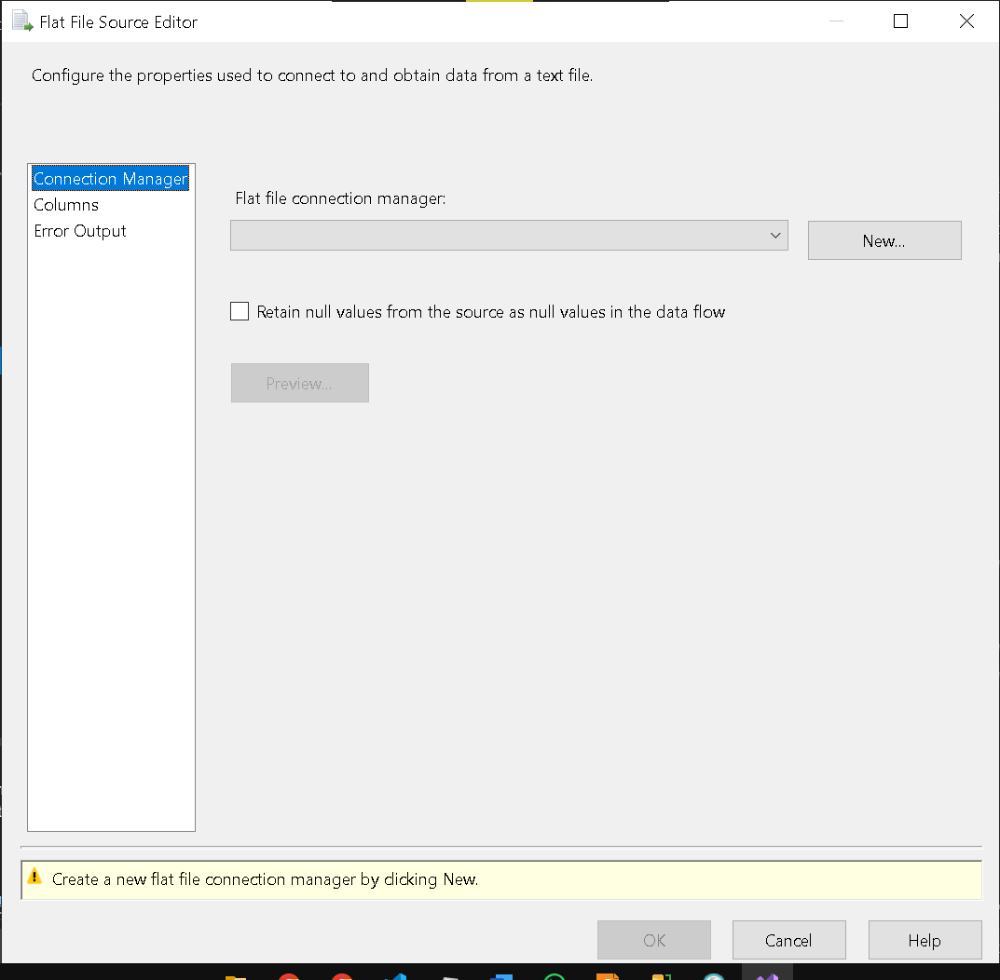 Flat File Source Editor
Configure the properties used to connect to and obtain data from a text file.
Connection Manager
Columns
Error Output
Flat file connection manager:
New...
Retain null values from the source as null values in the data flow
Preview...
Create a new flat file connection manager by clicking New.
OK
Cancel
Help